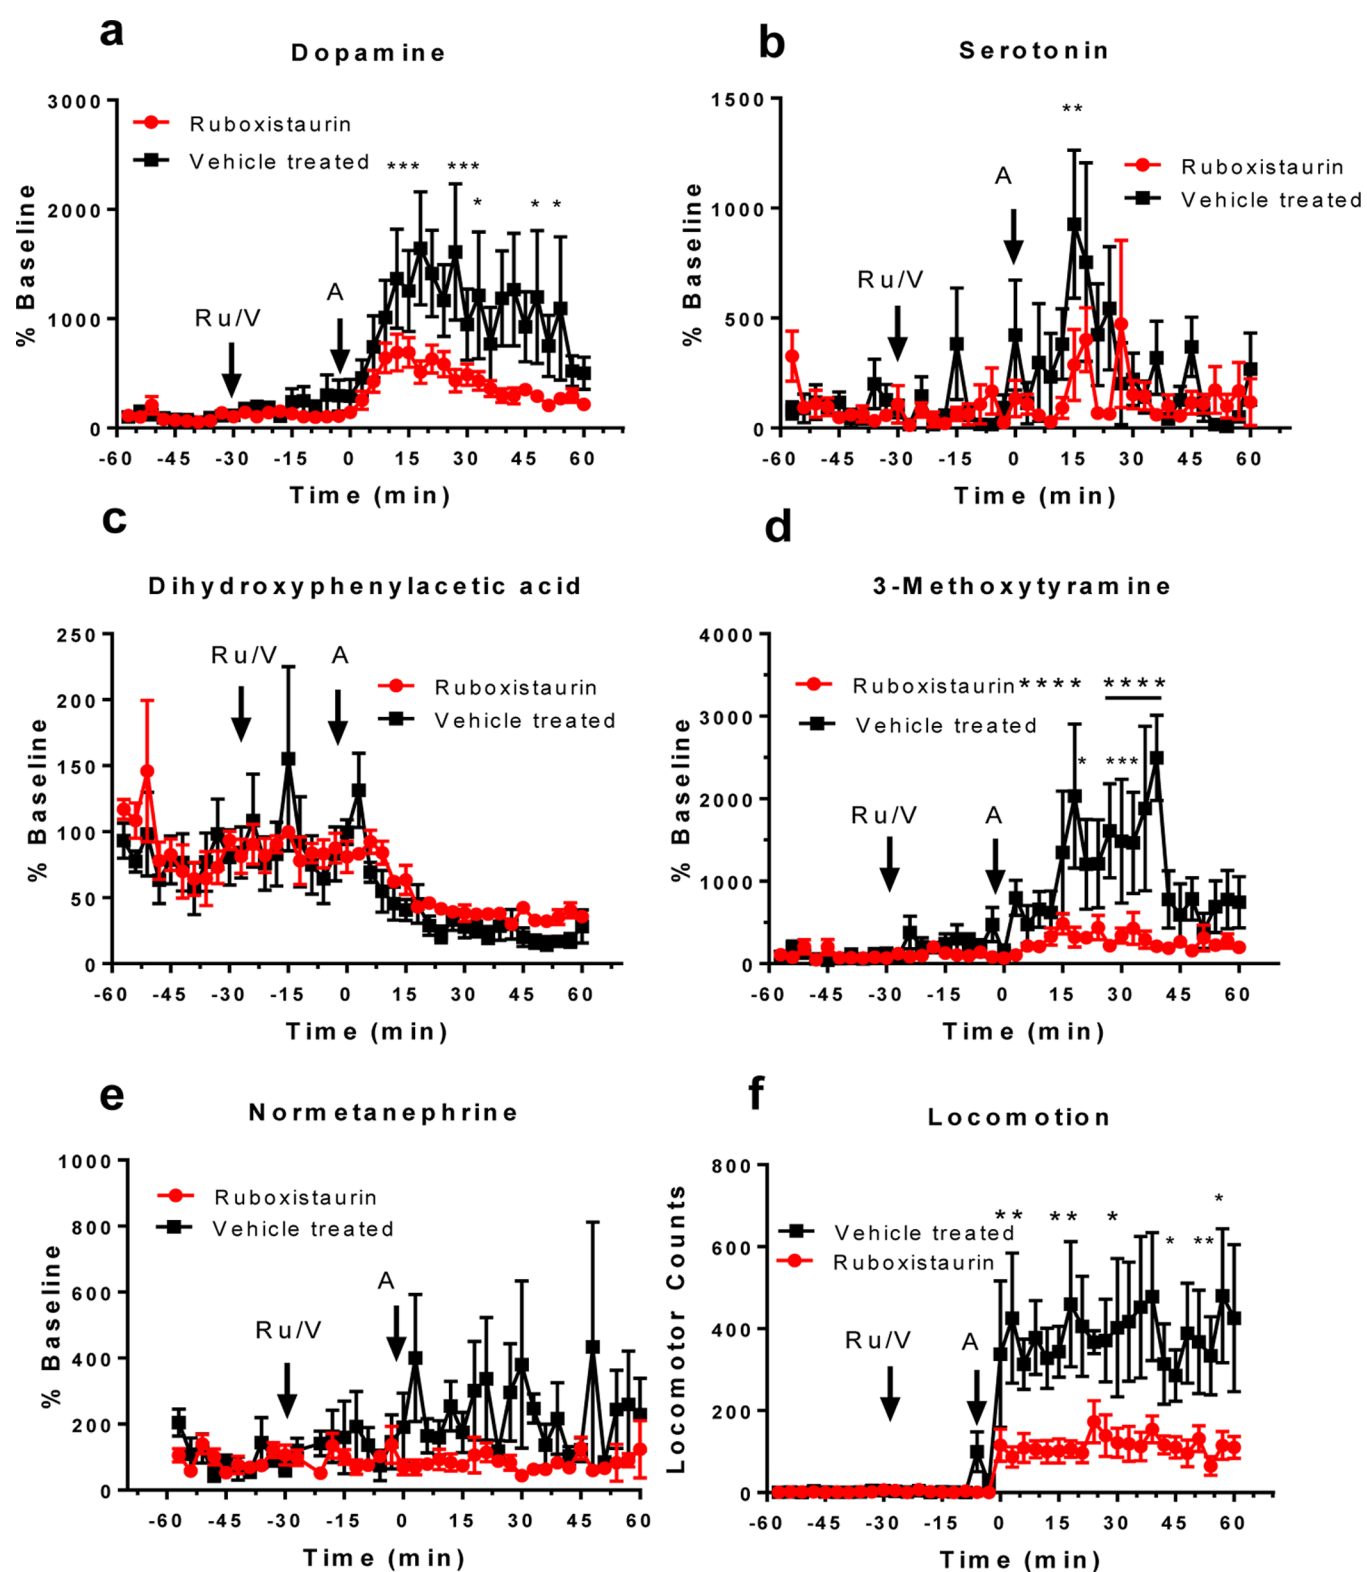 a
Dopamine
3000
2000
1000
0
% Baseline
Ruboxistaurin
Vehicle treated
***
***
*
*
*
Ru/V
A
-60 -45 -30 -15 0 15 30 45 60
Time (min)
b
Serotonin
1500
1000
500
0
% Baseline
**
A
Ruboxistaurin
Vehicle treated
Ru/V
-60 -45 -30 -15 0 15 30 45 60
Time (min)
c
Dihydroxyphenylacetic acid
250
200
150
100
50
0
% Baseline
Ru/V
A
Ruboxistaurin
Vehicle treated
-60 -45 -30 -15 0 15 30 45 60
Time (min)
d
3-Methoxytyramine
4000
3000
2000
1000
0
% Baseline
Ruboxistaurin
Vehicle treated
****
****
*
***
Ru/V
A
-60 -45 -30 -15 0 15 30 45 60
Time (min)
e
Normetanephrine
1000
800
600
400
200
0
% Baseline
Ruboxistaurin
Vehicle treated
A
Ru/V
-60 -45 -30 -15 0 15 30 45 60
Time (min)
f
Locomotion
800
600
400
200
0
Locomotor Counts
Vehicle treated
Ruboxistaurin
**
**
*
*
**
*
Ru/V
A
-60 -45 -30 -15 0 15 30 45 60
Time (min)